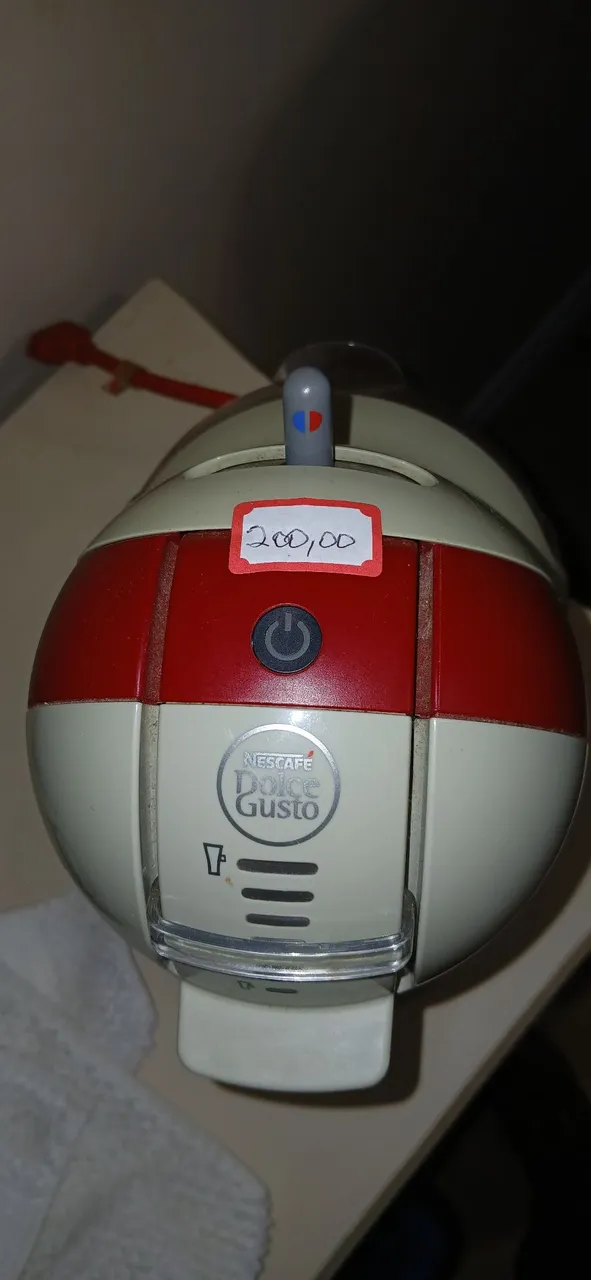 200,00
NESCAFÉ
Dolce
Gusto